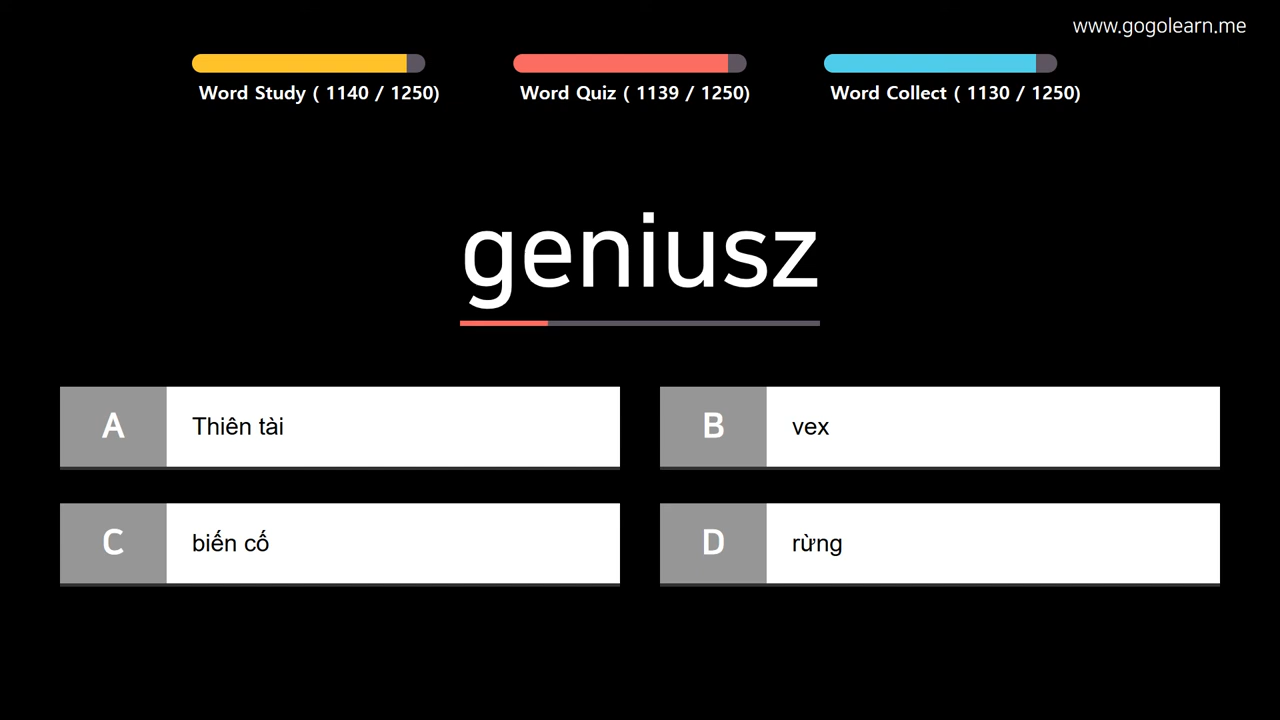 www.gogolearn.me
Word Study ( 1140 / 1250)
Word Quiz ( 1139 / 1250)
Word Collect ( 1130 / 1250)
geniusz
A Thiên tài
B vex
C biến cố
D rừng